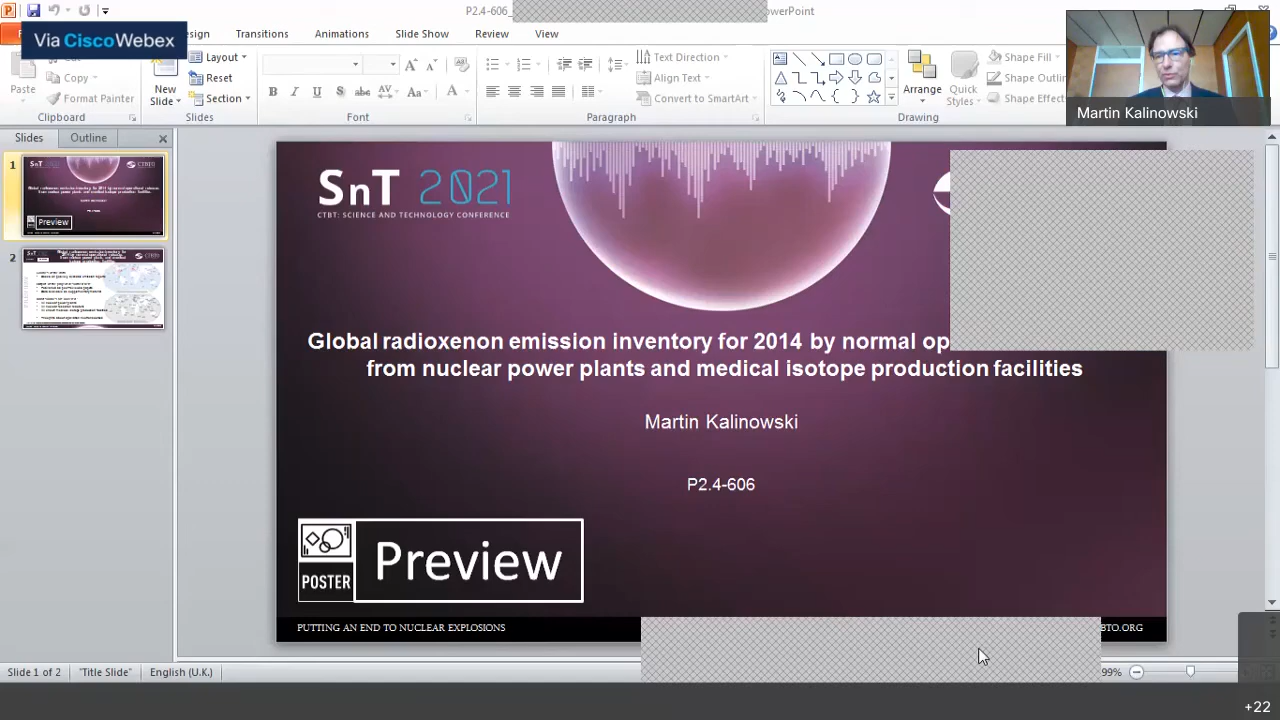 P2.4-606_ owerPoint
Via Cisco Webex
sign Transitions Animations Slide Show Review View
Paste
Copy
Format Painter
Clipboard
New
Slide
Layout
Reset
Section
Slides
Font
Text Direction
Align Text
Convert to SmartArt
Paragraph
Arrange
Quick
Styles
Shape Fill
Shape Outlin
Shape Effect
Drawing
Martin Kalinowski
Slides Outline
1
2
SnT 2021
CTBT: SCIENCE AND TECHNOLOGY CONFERENCE
Global radioxenon emission inventory for 2014 by normal op
from nuclear power plants and medical isotope production facilities
Martin Kalinowski
P2.4-606
POSTER
Preview
PUTTING AN END TO NUCLEAR EXPLOSIONS
BTO.ORG
Slide 1 of 2 "Title Slide" English (U.K.) 99%
+22